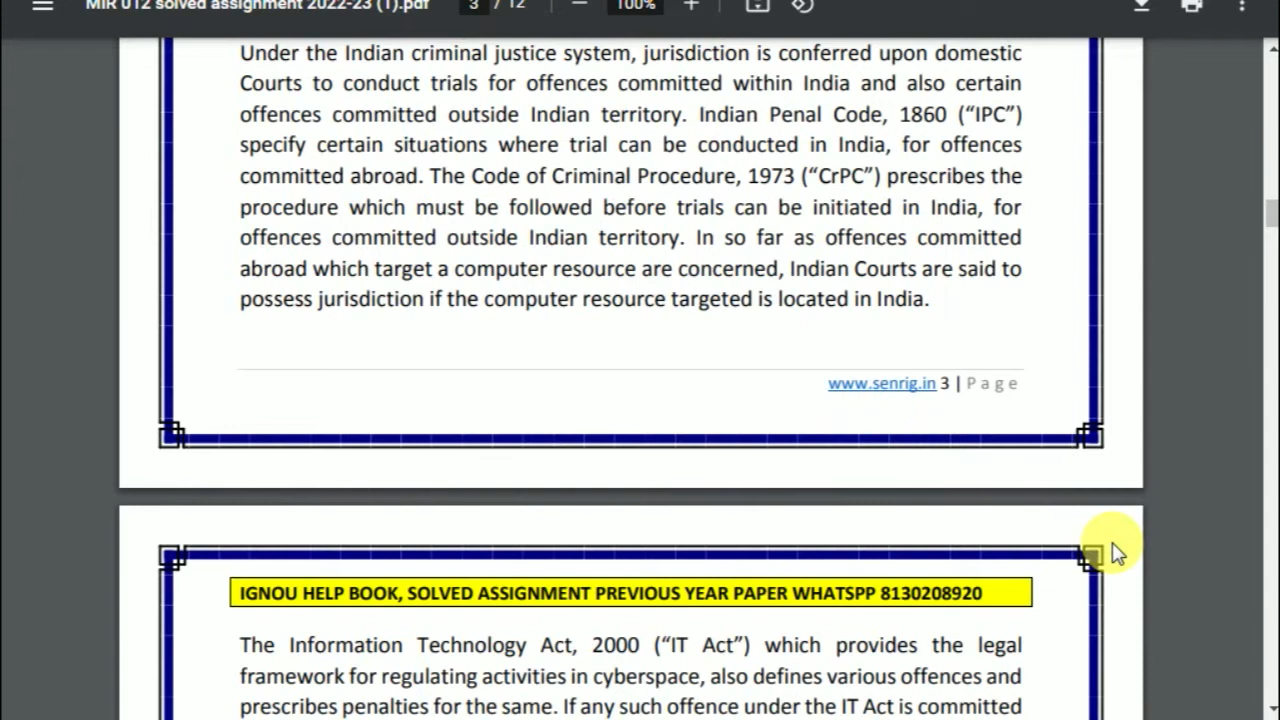 MIR 012 solved assignment 2022-23 (1).pdf
3 / 12
100%
Under the Indian criminal justice system, jurisdiction is conferred upon domestic
Courts to conduct trials for offences committed within India and also certain
offences committed outside Indian territory. Indian Penal Code, 1860 (“IPC”)
specify certain situations where trial can be conducted in India, for offences
committed abroad. The Code of Criminal Procedure, 1973 (“CrPC”) prescribes the
procedure which must be followed before trials can be initiated in India, for
offences committed outside Indian territory. In so far as offences committed
abroad which target a computer resource are concerned, Indian Courts are said to
possess jurisdiction if the computer resource targeted is located in India.
www.senrig.in 3 | Page
IGNOU HELP BOOK, SOLVED ASSIGNMENT PREVIOUS YEAR PAPER WHATSPP 8130208920
The Information Technology Act, 2000 (“IT Act”) which provides the legal
framework for regulating activities in cyberspace, also defines various offences and
prescribes penalties for the same. If any such offence under the IT Act is committed